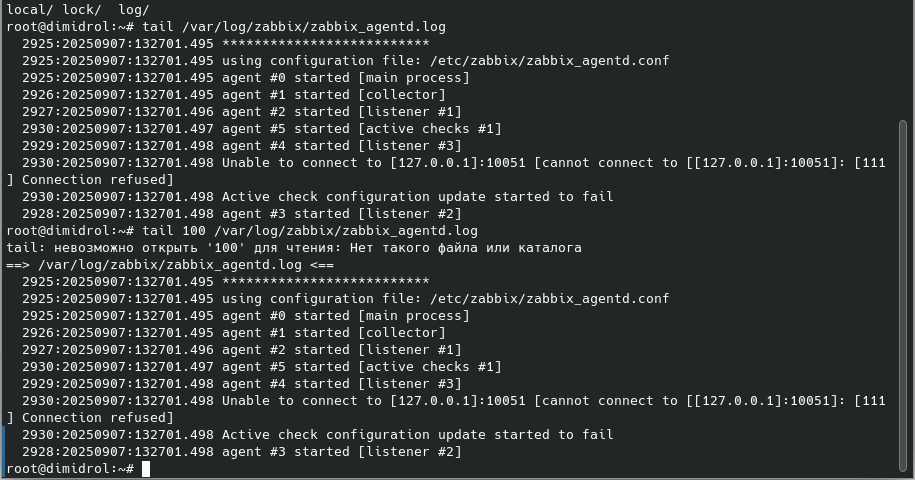 local/ lock/  log/
root@dimidrol:~# tail /var/log/zabbix/zabbix_agentd.log
  2925:20250907:132701.495 **************************
  2925:20250907:132701.495 using configuration file: /etc/zabbix/zabbix_agentd.conf
  2925:20250907:132701.495 agent #0 started [main process]
  2926:20250907:132701.495 agent #1 started [collector]
  2927:20250907:132701.496 agent #2 started [listener #1]
  2930:20250907:132701.497 agent #5 started [active checks #1]
  2929:20250907:132701.498 agent #4 started [listener #3]
  2930:20250907:132701.498 Unable to connect to [127.0.0.1]:10051 [cannot connect to [[127.0.0.1]:10051]: [111
] Connection refused]
  2930:20250907:132701.498 Active check configuration update started to fail
  2928:20250907:132701.498 agent #3 started [listener #2]
root@dimidrol:~# tail 100 /var/log/zabbix/zabbix_agentd.log
tail: невозможно открыть '100' для чтения: Нет такого файла или каталога
==> /var/log/zabbix/zabbix_agentd.log <==
  2925:20250907:132701.495 **************************
  2925:20250907:132701.495 using configuration file: /etc/zabbix/zabbix_agentd.conf
  2925:20250907:132701.495 agent #0 started [main process]
  2926:20250907:132701.495 agent #1 started [collector]
  2927:20250907:132701.496 agent #2 started [listener #1]
  2930:20250907:132701.497 agent #5 started [active checks #1]
  2929:20250907:132701.498 agent #4 started [listener #3]
  2930:20250907:132701.498 Unable to connect to [127.0.0.1]:10051 [cannot connect to [[127.0.0.1]:10051]: [111
] Connection refused]
  2930:20250907:132701.498 Active check configuration update started to fail
  2928:20250907:132701.498 agent #3 started [listener #2]
root@dimidrol:~#